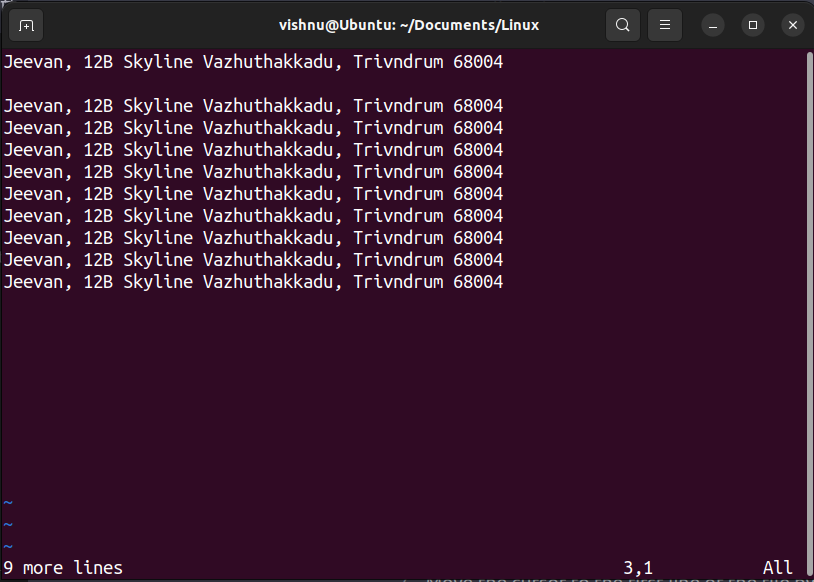 vishnu@Ubuntu: ~/Documents/Linux
Jeevan, 12B Skyline Vazhuthakkadu, Trivndrum 68004
Jeevan, 12B Skyline Vazhuthakkadu, Trivndrum 68004
Jeevan, 12B Skyline Vazhuthakkadu, Trivndrum 68004
Jeevan, 12B Skyline Vazhuthakkadu, Trivndrum 68004
Jeevan, 12B Skyline Vazhuthakkadu, Trivndrum 68004
Jeevan, 12B Skyline Vazhuthakkadu, Trivndrum 68004
Jeevan, 12B Skyline Vazhuthakkadu, Trivndrum 68004
Jeevan, 12B Skyline Vazhuthakkadu, Trivndrum 68004
Jeevan, 12B Skyline Vazhuthakkadu, Trivndrum 68004
Jeevan, 12B Skyline Vazhuthakkadu, Trivndrum 68004
~
~
~
9 more lines 3,1 All